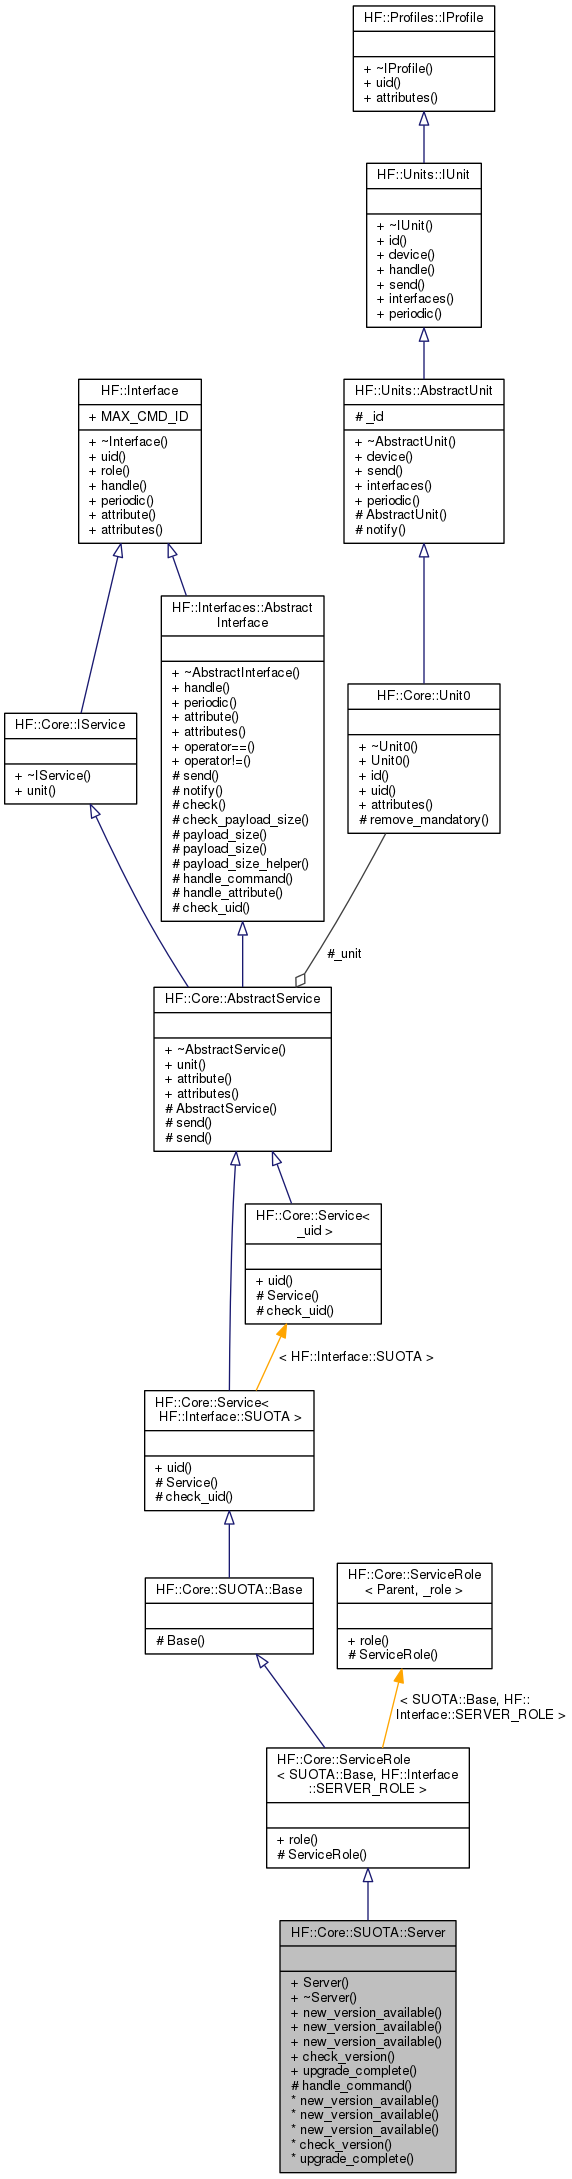 HF::Profiles::IProfile
+ ~IProfile()
+ uid()
+ attributes()
HF::Units::IUnit
+ ~IUnit()
+ id()
+ device()
+ handle()
+ send()
+ interfaces()
+ periodic()
HF::Interface
+ MAX_CMD_ID
+ ~Interface()
+ uid()
+ role()
+ handle()
+ periodic()
+ attribute()
+ attributes()
HF::Units::AbstractUnit
# _id
+ ~AbstractUnit()
+ device()
+ send()
+ interfaces()
+ periodic()
# AbstractUnit()
# notify()
HF::Interfaces::Abstract
Interface
+ ~AbstractInterface()
+ handle()
+ periodic()
+ attribute()
+ attributes()
+ operator==()
+ operator!=()
# send()
# notify()
# check()
# check_payload_size()
# payload_size()
# payload_size()
# payload_size_helper()
# handle_command()
# handle_attribute()
# check_uid()
HF::Core::Unit0
+ ~Unit0()
+ Unit0()
+ id()
+ uid()
+ attributes()
# remove_mandatory()
HF::Core::IService
+ ~IService()
+ unit()
#_unit
HF::Core::AbstractService
+ ~AbstractService()
+ unit()
+ attribute()
+ attributes()
# AbstractService()
# send()
# send()
HF::Core::Service<
_uid >
+ uid()
# Service()
# check_uid()
< HF::Interface::SUOTA >
HF::Core::Service<
HF::Interface::SUOTA >
+ uid()
# Service()
# check_uid()
HF::Core::SUOTA::Base
# Base()
HF::Core::ServiceRole
< Parent, _role >
+ role()
# ServiceRole()
< SUOTA::Base, HF::
Interface::SERVER_ROLE >
HF::Core::ServiceRole
< SUOTA::Base, HF::Interface
::SERVER_ROLE >
+ role()
# ServiceRole()
HF::Core::SUOTA::Server
+ Server()
+ ~Server()
+ new_version_available()
+ new_version_available()
+ new_version_available()
+ check_version()
+ upgrade_complete()
# handle_command()
* new_version_available()
* new_version_available()
* new_version_available()
* check_version()
* upgrade_complete()